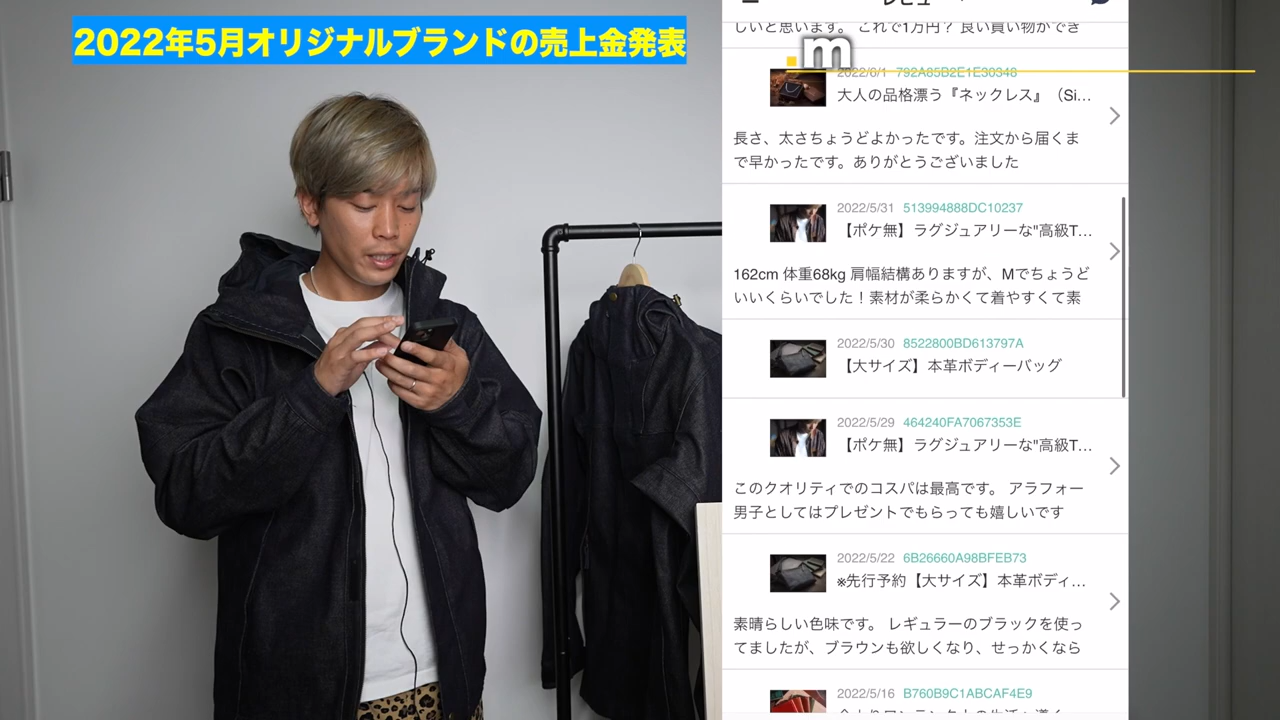 2022年5月オリジナルブランドの売上金発表
レビュー
.m
しいと思います。 これで1万円？ 良い買い物ができ
2022/6/1 792A65B2E1E30348
大人の品格漂う『ネックレス』（Si...
長さ、太さちょうどよかったです。注文から届くま
で早かったです。ありがとうございました
2022/5/31 513994888DC10237
【ポケ無】ラグジュアリーな"高級T...
162cm 体重68kg 肩幅結構ありますが、Mでちょうど
いいくらいでした！素材が柔らかくて着やすくて素
2022/5/30 8522800BD613797A
【大サイズ】本革ボディーバッグ
2022/5/29 464240FA7067353E
【ポケ無】ラグジュアリーな"高級T...
このクオリティでのコスパは最高です。 アラフォー
男子としてはプレゼントでもらっても嬉しいです
2022/5/22 6B26660A98BFEB73
※先行予約【大サイズ】本革ボディ...
素晴らしい色味です。 レギュラーのブラックを使っ
てましたが、ブラウンも欲しくなり、せっかくなら
2022/5/16 B760B9C1ABCAF4E9